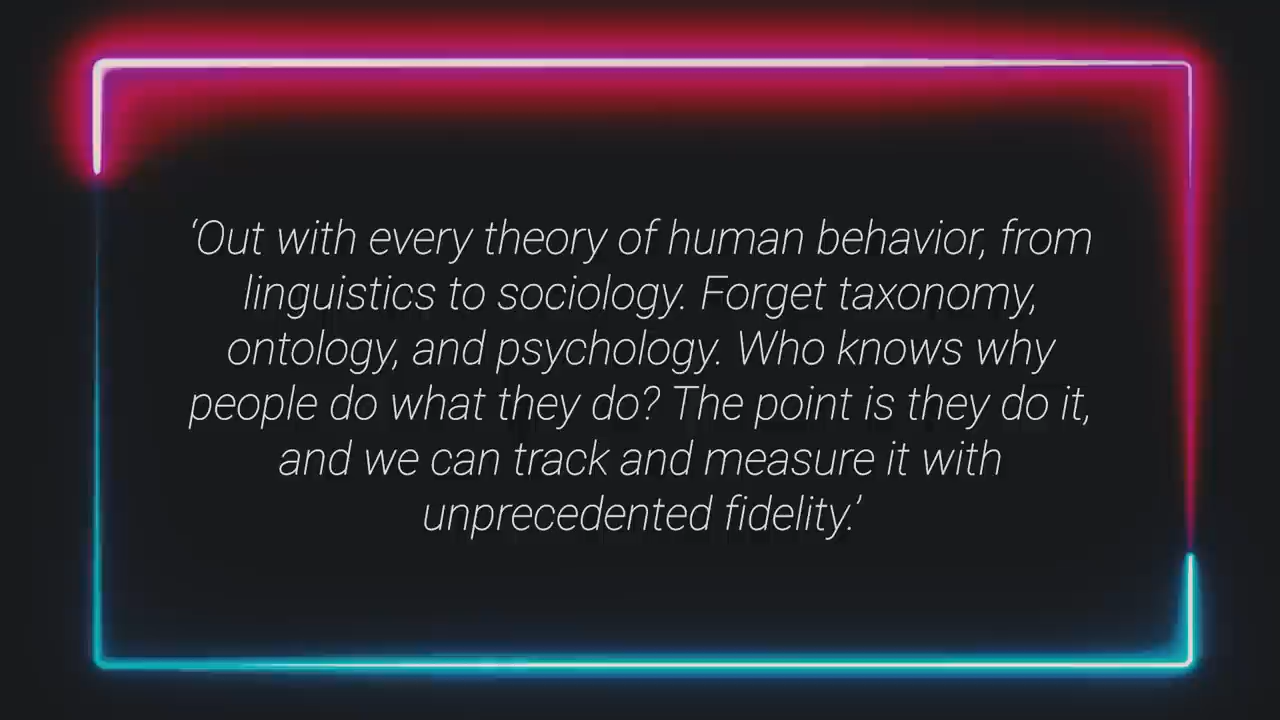 ‘Out with every theory of human behavior, from
linguistics to sociology. Forget taxonomy,
ontology, and psychology. Who knows why
people do what they do? The point is they do it,
and we can track and measure it with
unprecedented fidelity.’